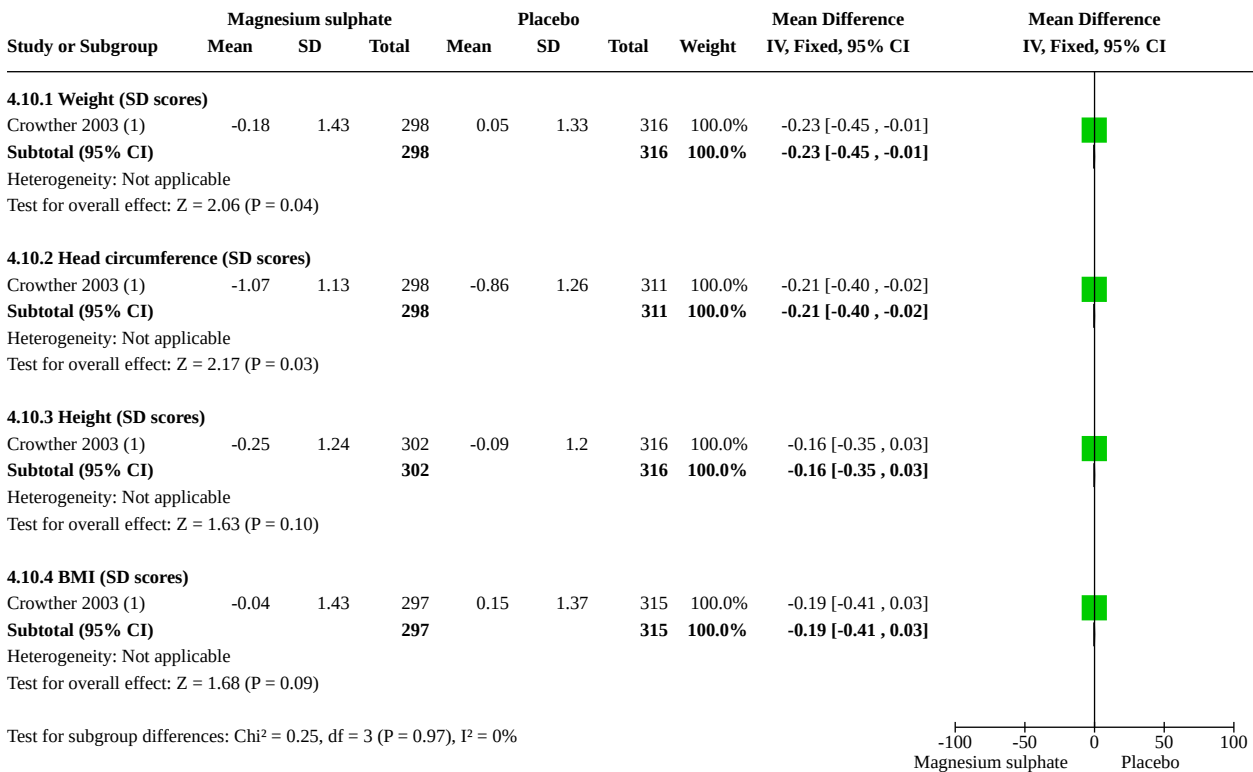 Magnesium sulphate Placebo Mean Difference Mean Difference
Study or Subgroup Mean SD Total Mean SD Total Weight IV, Fixed, 95% CI IV, Fixed, 95% CI
4.10.1 Weight (SD scores)
Crowther 2003 (1) -0.18 1.43 298 0.05 1.33 316 100.0% -0.23 [-0.45 , -0.01]
Subtotal (95% CI) 298 316 100.0% -0.23 [-0.45 , -0.01]
Heterogeneity: Not applicable
Test for overall effect: Z = 2.06 (P = 0.04)
4.10.2 Head circumference (SD scores)
Crowther 2003 (1) -1.07 1.13 298 -0.86 1.26 311 100.0% -0.21 [-0.40 , -0.02]
Subtotal (95% CI) 298 311 100.0% -0.21 [-0.40 , -0.02]
Heterogeneity: Not applicable
Test for overall effect: Z = 2.17 (P = 0.03)
4.10.3 Height (SD scores)
Crowther 2003 (1) -0.25 1.24 302 -0.09 1.2 316 100.0% -0.16 [-0.35 , 0.03]
Subtotal (95% CI) 302 316 100.0% -0.16 [-0.35 , 0.03]
Heterogeneity: Not applicable
Test for overall effect: Z = 1.63 (P = 0.10)
4.10.4 BMI (SD scores)
Crowther 2003 (1) -0.04 1.43 297 0.15 1.37 315 100.0% -0.19 [-0.41 , 0.03]
Subtotal (95% CI) 297 315 100.0% -0.19 [-0.41 , 0.03]
Heterogeneity: Not applicable
Test for overall effect: Z = 1.68 (P = 0.09)
Test for subgroup differences: Chi² = 0.25, df = 3 (P = 0.97), I² = 0%
-100 -50 0 50 100
Magnesium sulphate Placebo